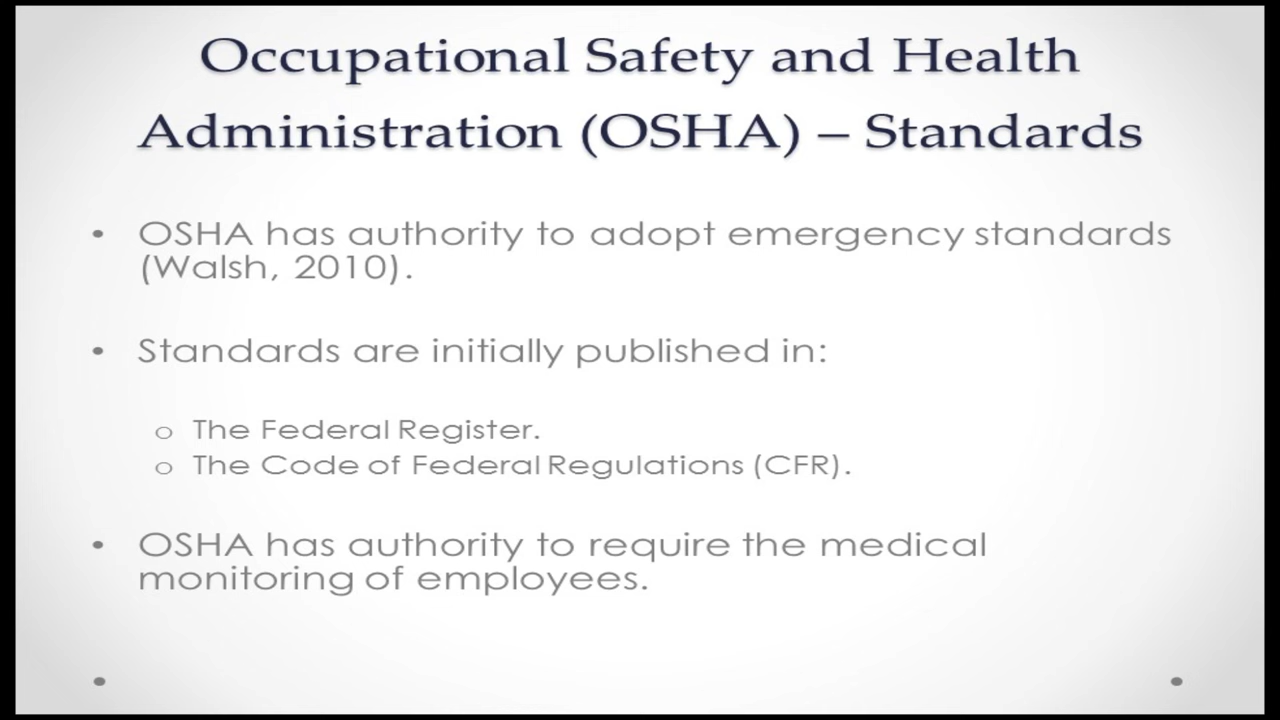 Occupational Safety and Health
Administration (OSHA) – Standards
• OSHA has authority to adopt emergency standards
(Walsh, 2010).
• Standards are initially published in:
o The Federal Register.
o The Code of Federal Regulations (CFR).
• OSHA has authority to require the medical
monitoring of employees.